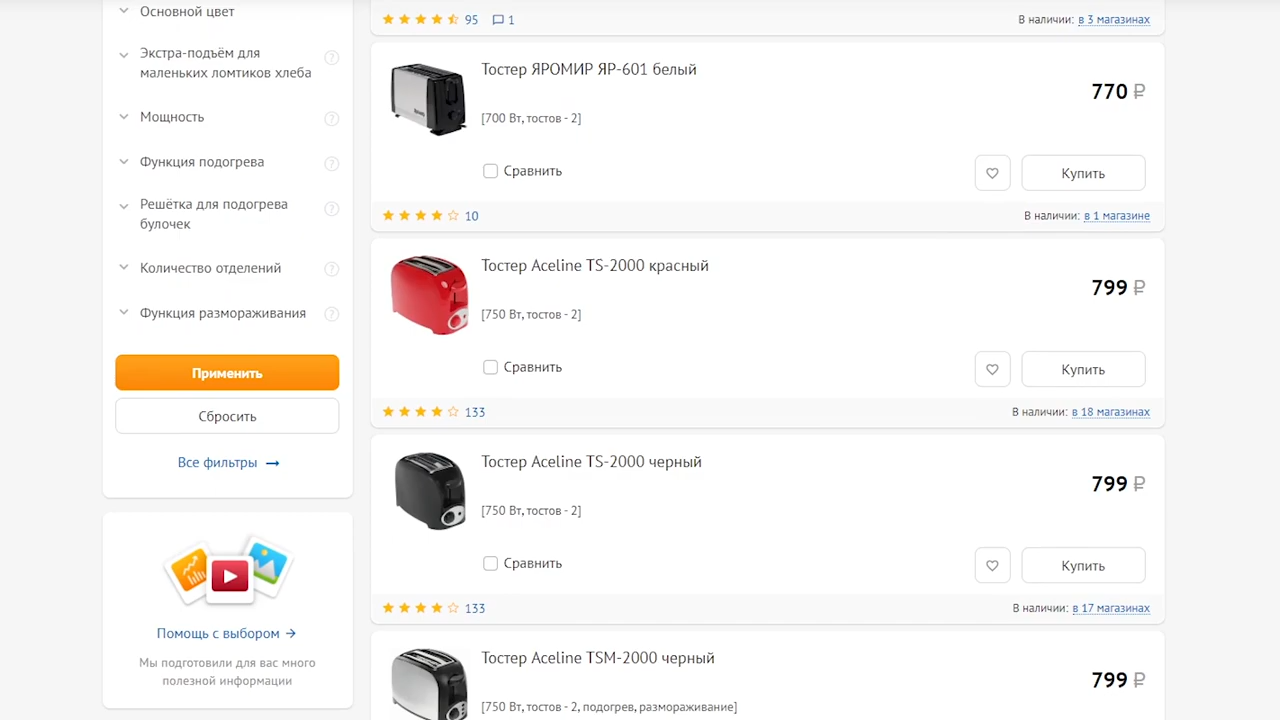 Основной цвет
Экстра-подъём для
маленьких ломтиков хлеба
Мощность
Функция подогрева
Решётка для подогрева
булочек
Количество отделений
Функция размораживания
Применить
Сбросить
Все фильтры →
Помощь с выбором →
Мы подготовили для вас много
полезной информации
95 1 В наличии: в 3 магазинах
Тостер ЯРОМИР ЯР-601 белый
770 ₽
[700 Вт, тостов - 2]
Сравнить Купить
10 В наличии: в 1 магазине
Тостер Aceline TS-2000 красный
799 ₽
[750 Вт, тостов - 2]
Сравнить Купить
133 В наличии: в 18 магазинах
Тостер Aceline TS-2000 черный
799 ₽
[750 Вт, тостов - 2]
Сравнить Купить
133 В наличии: в 17 магазинах
Тостер Aceline TSM-2000 черный
799 ₽
[750 Вт, тостов - 2, подогрев, размораживание]